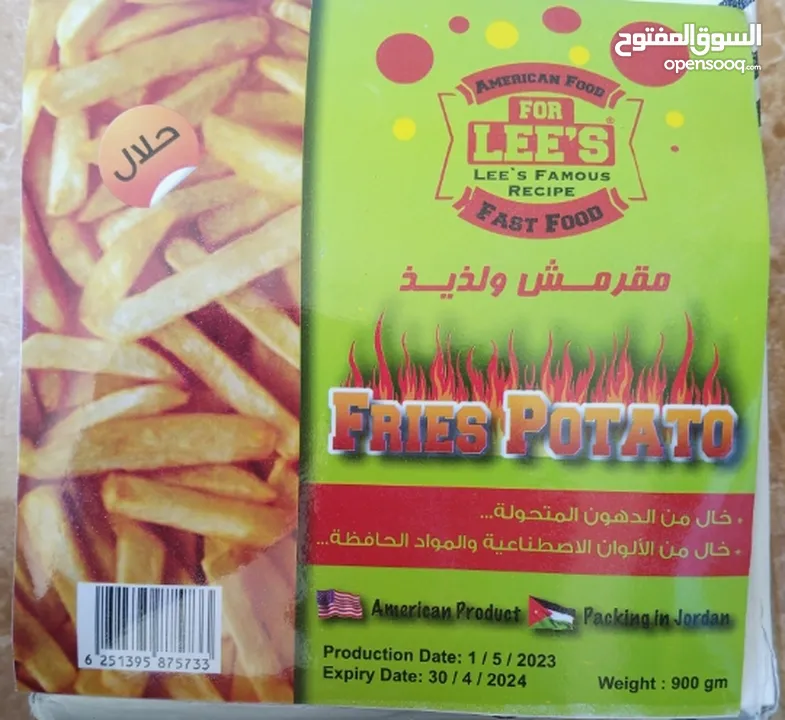 السوق المفتوح
opensooq.com
حلال
AMERICAN FOOD
FOR
LEE'S®
LEE`S FAMOUS
RECIPE
FAST FOOD
مقرمش ولذيذ
FRIES POTATO
• خال من الدهون المتحولة...
• خال من الألوان الاصطناعية والمواد الحافظة...
American Product
Packing in Jordan
Production Date: 1 / 5 / 2023
Expiry Date: 30 / 4 / 2024
Weight : 900 gm
6 251395 875733